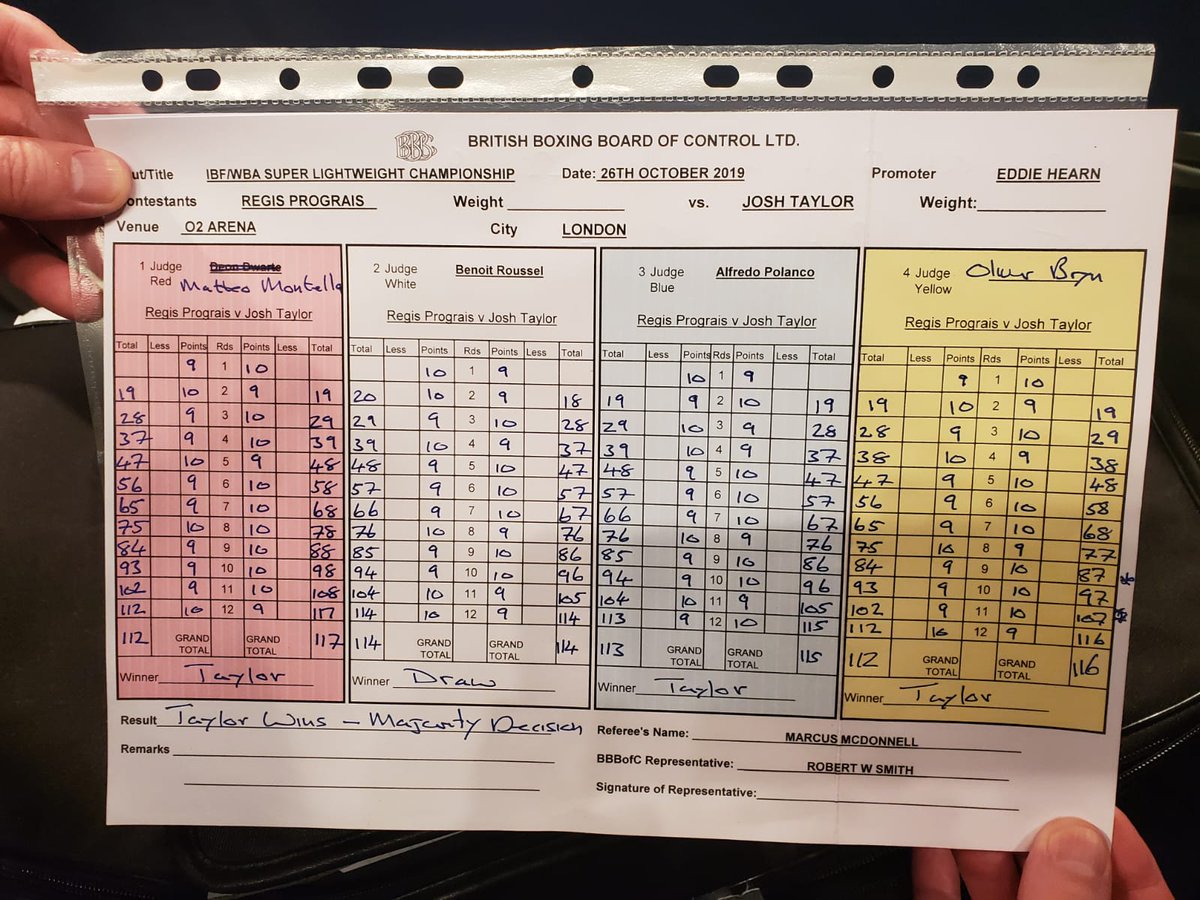 BBBC
BRITISH BOXING BOARD OF CONTROL LTD.
ut/Title IBF/WBA SUPER LIGHTWEIGHT CHAMPIONSHIP Date: 26TH OCTOBER 2019 Promoter EDDIE HEARN
ontestants REGIS PROGRAIS Weight vs. JOSH TAYLOR Weight:
Venue O2 ARENA City LONDON
1 Judge Deon Dwarte
Red Matteo Montella
Regis Prograis v Josh Taylor
Total Less Points Rds Points Less Total
9 1 10
19 10 2 9 19
28 9 3 10 29
37 9 4 10 39
47 10 5 9 48
56 9 6 10 58
65 9 7 10 68
75 10 8 10 78
84 9 9 10 88
93 9 10 10 98
102 9 11 10 108
112 10 12 9 117
112 GRAND TOTAL GRAND TOTAL 117
Winner Taylor
2 Judge Benoit Roussel
White
Regis Prograis v Josh Taylor
Total Less Points Rds Points Less Total
10 1 9
20 10 2 9 18
29 9 3 10 28
39 10 4 9 37
48 9 5 10 47
57 9 6 10 57
66 9 7 10 67
76 10 8 9 76
85 9 9 10 86
94 9 10 10 96
104 10 11 9 105
114 10 12 9 114
114 GRAND TOTAL GRAND TOTAL 114
Winner Draw
3 Judge Alfredo Polanco
Blue
Regis Prograis v Josh Taylor
Total Less Points Rds Points Less Total
10 1 9
19 9 2 10 19
29 10 3 9 28
39 10 4 9 37
48 9 5 10 47
57 9 6 10 57
66 9 7 10 67
76 10 8 9 76
85 9 9 10 86
94 9 10 10 96
104 10 11 9 105
113 9 12 10 115
113 GRAND TOTAL GRAND TOTAL 115
Winner Taylor
4 Judge
Yellow
Regis Prograis v Josh Taylor
Total Less Points Rds Points Less Total
9 1 10
19 10 2 9 19
28 9 3 10 29
38 10 4 9 38
47 9 5 10 48
56 9 6 10 58
65 9 7 10 68
75 10 8 9 77
84 9 9 10 87
93 9 10 10 97
102 9 11 10 107
112 10 12 9 116
112 GRAND TOTAL GRAND TOTAL 116
Winner Taylor
Result Taylor Wins – Majority Decision
Remarks
Referee's Name: MARCUS MCDONNELL
BBBofC Representative: ROBERT W SMITH
Signature of Representative: